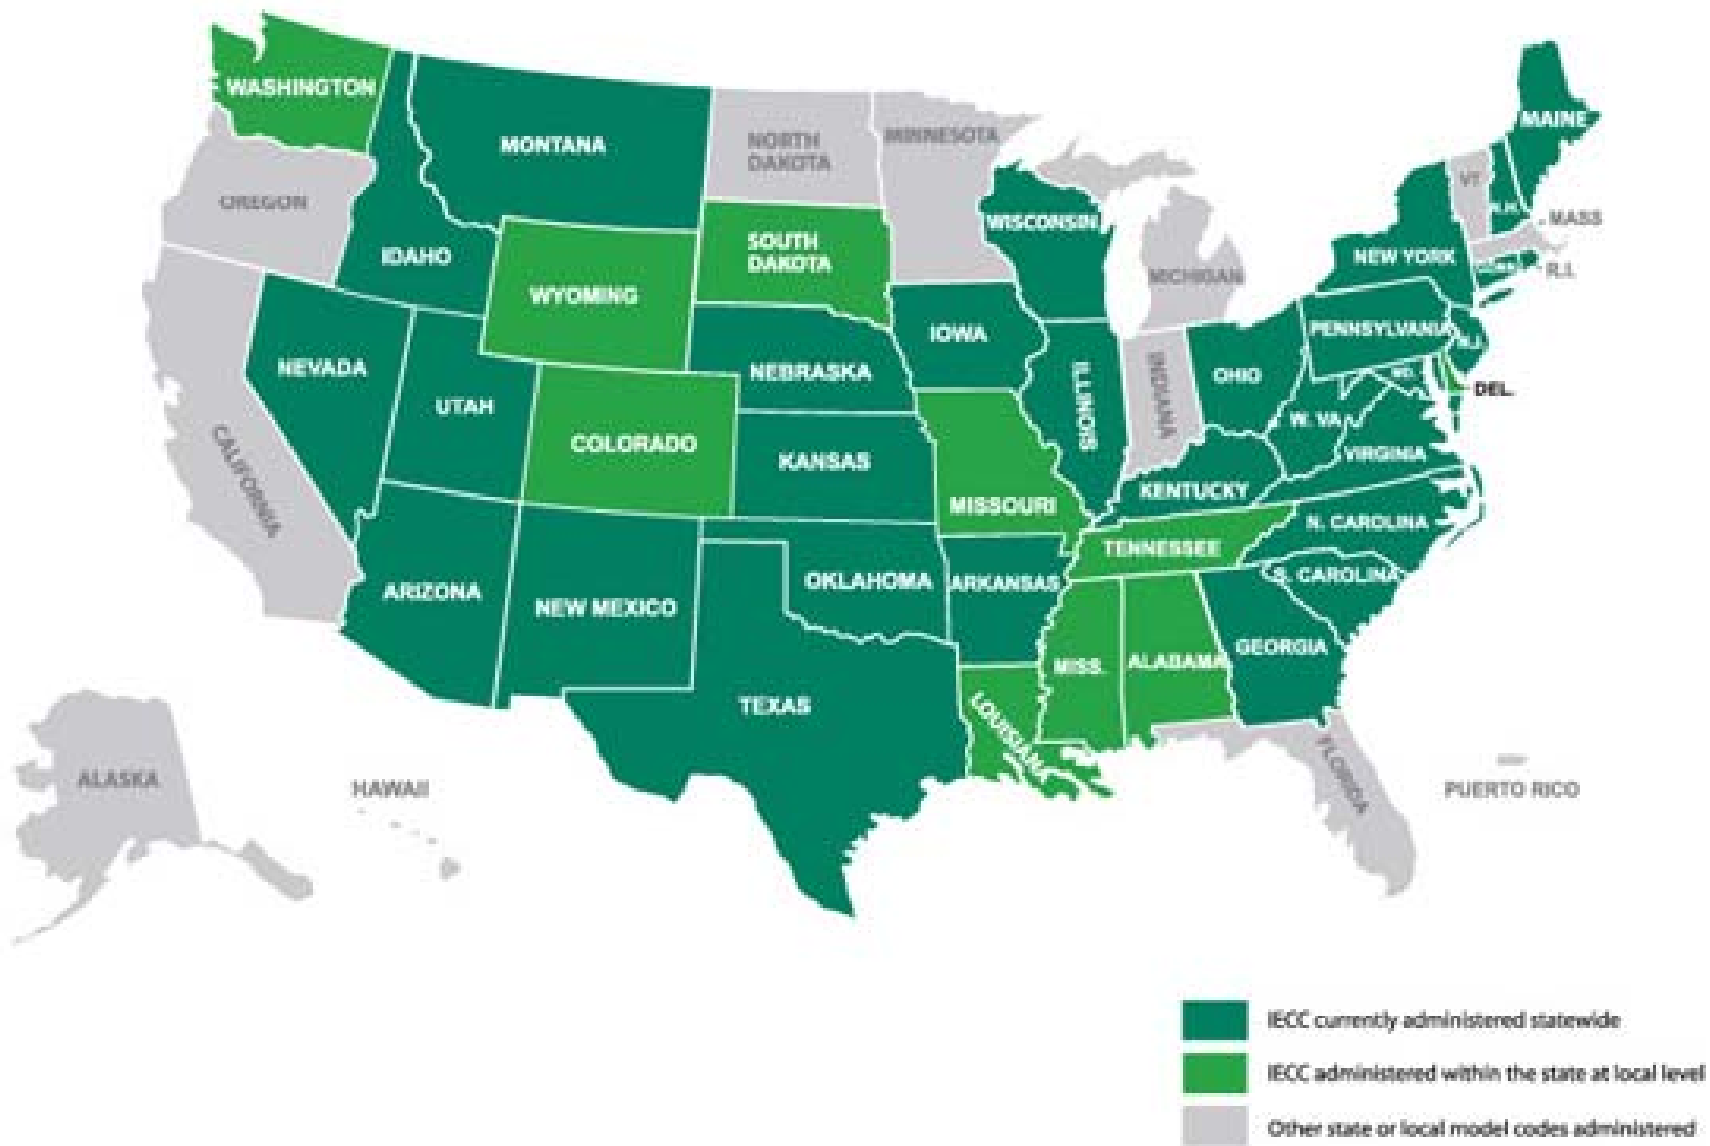 WASHINGTON
MONTANA
NORTH
DAKOTA
MINNESOTA
MAINE
OREGON
IDAHO
WYOMING
SOUTH
DAKOTA
WISCONSIN
MICHIGAN
VT
N.H.
MASS
NEW YORK
R.I.
NEVADA
UTAH
COLORADO
NEBRASKA
IOWA
ILLINOIS
INDIANA
OHIO
PENNSYLVANIA
N.J.
MD.
DEL.
CALIFORNIA
KANSAS
MISSOURI
KENTUCKY
W. VA
VIRGINIA
ARIZONA
NEW MEXICO
OKLAHOMA
ARKANSAS
TENNESSEE
N. CAROLINA
S. CAROLINA
TEXAS
LOUISIANA
MISS.
ALABAMA
GEORGIA
FLORIDA
ALASKA
HAWAII
PUERTO RICO
IECC currently administered statewide
IECC administered within the state at local level
Other state or local model codes administered